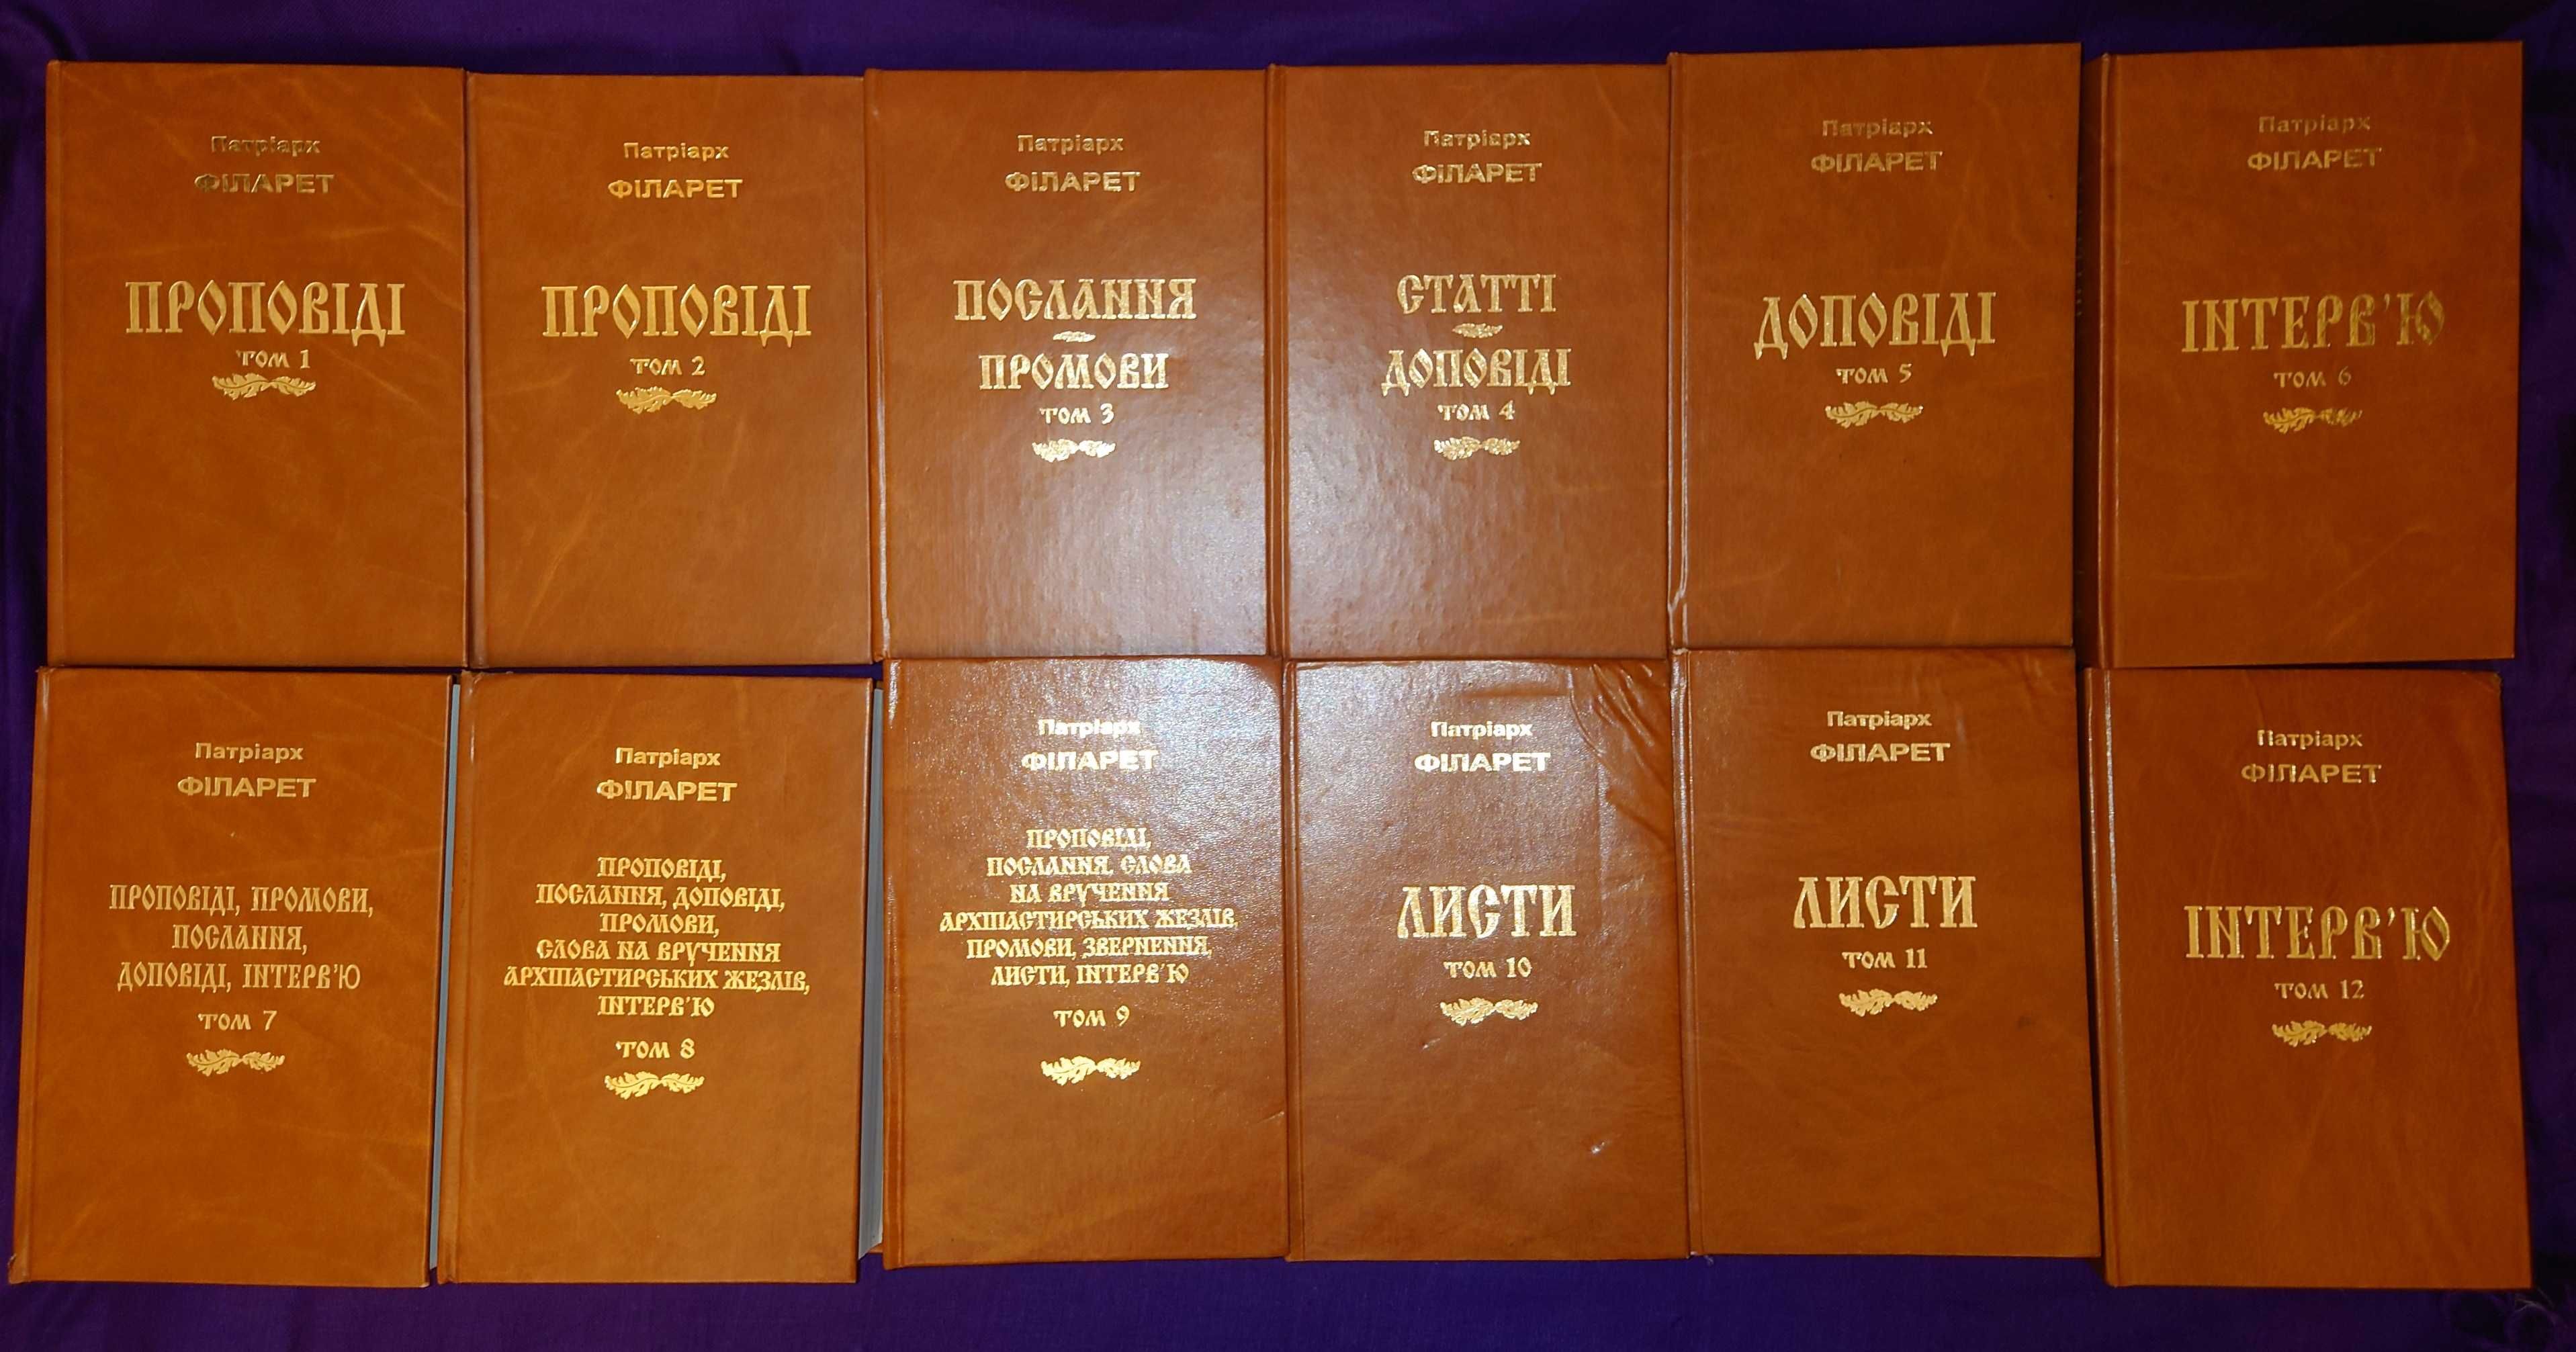 Патріарх
ФІЛАРЕТ
ПРОПОВІДІ
ТОМ 1
Патріарх
ФІЛАРЕТ
ПРОПОВІДІ
ТОМ 2
Патріарх
ФІЛАРЕТ
ПОСЛАННЯ
ПРОМОВИ
ТОМ 3
Патріарх
ФІЛАРЕТ
СТАТТІ
ДОПОВІДІ
ТОМ 4
Патріарх
ФІЛАРЕТ
ДОПОВІДІ
ТОМ 5
Патріарх
ФІЛАРЕТ
ІНТЕРВ'Ю
ТОМ 6
Патріарх
ФІЛАРЕТ
ПРОПОВІДІ, ПРОМОВИ,
ПОСЛАННЯ,
ДОПОВІДІ, ІНТЕРВ'Ю
ТОМ 7
Патріарх
ФІЛАРЕТ
ПРОПОВІДІ,
ПОСЛАННЯ, ДОПОВІДІ,
ПРОМОВИ,
СЛОВА НА ВРУЧЕННЯ
АРХІПАСТИРСЬКИХ ЖЕЗЛІВ,
ІНТЕРВ'Ю
ТОМ 8
Патріарх
ФІЛАРЕТ
ПРОПОВІДІ,
ПОСЛАННЯ, СЛОВА
НА ВРУЧЕННЯ
АРХІПАСТИРСЬКИХ ЖЕЗЛІВ,
ПРОМОВИ, ЗВЕРНЕННЯ,
ЛИСТИ, ІНТЕРВ'Ю
ТОМ 9
Патріарх
ФІЛАРЕТ
ЛИСТИ
ТОМ 10
Патріарх
ФІЛАРЕТ
ЛИСТИ
ТОМ 11
Патріарх
ФІЛАРЕТ
ІНТЕРВ'Ю
ТОМ 12